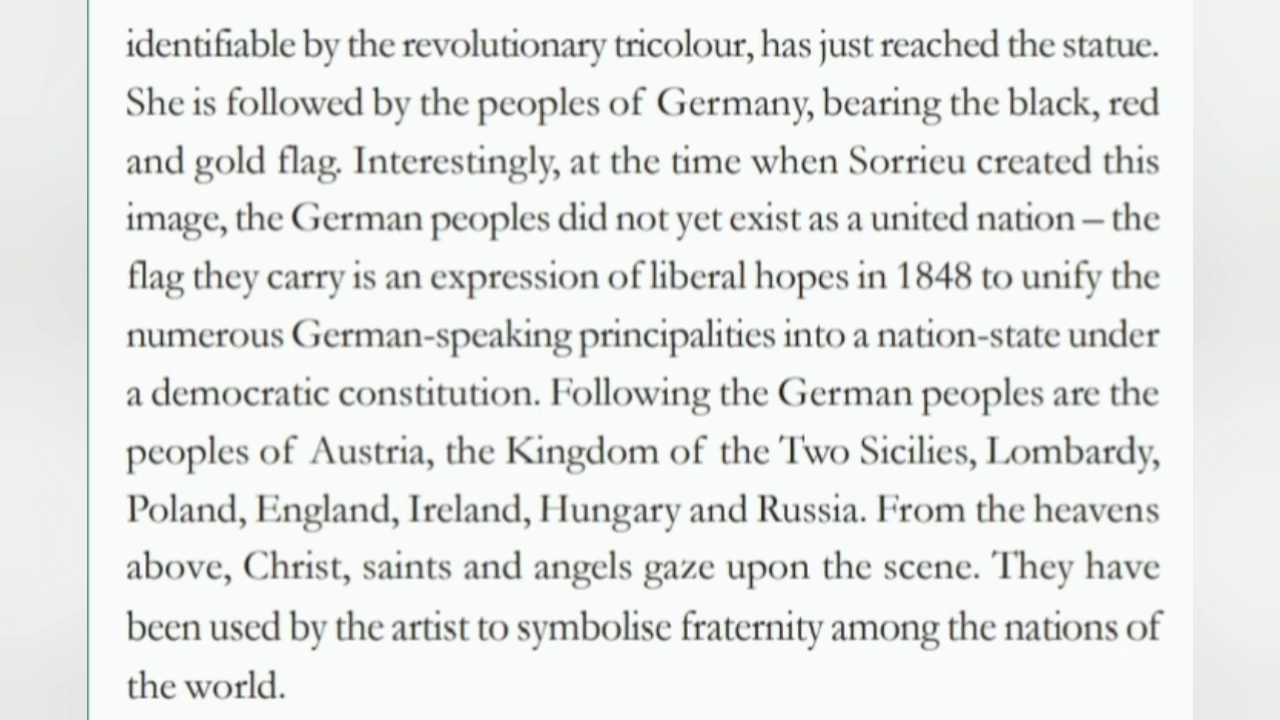 identifiable by the revolutionary tricolour, has just reached the statue.
She is followed by the peoples of Germany, bearing the black, red
and gold flag. Interestingly, at the time when Sorrieu created this
image, the German peoples did not yet exist as a united nation – the
flag they carry is an expression of liberal hopes in 1848 to unify the
numerous German-speaking principalities into a nation-state under
a democratic constitution. Following the German peoples are the
peoples of Austria, the Kingdom of the Two Sicilies, Lombardy,
Poland, England, Ireland, Hungary and Russia. From the heavens
above, Christ, saints and angels gaze upon the scene. They have
been used by the artist to symbolise fraternity among the nations of
the world.